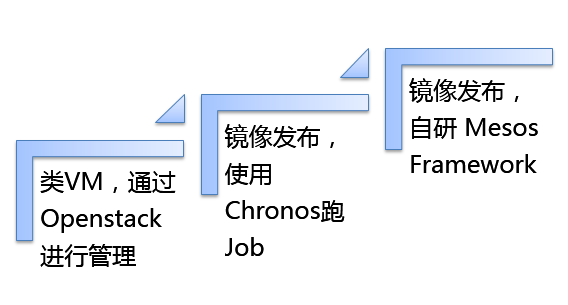 类VM，通过
Openstack
进行管理
镜像发布，
使用
Chronos跑
Job
镜像发布，
自研 Mesos
Framework